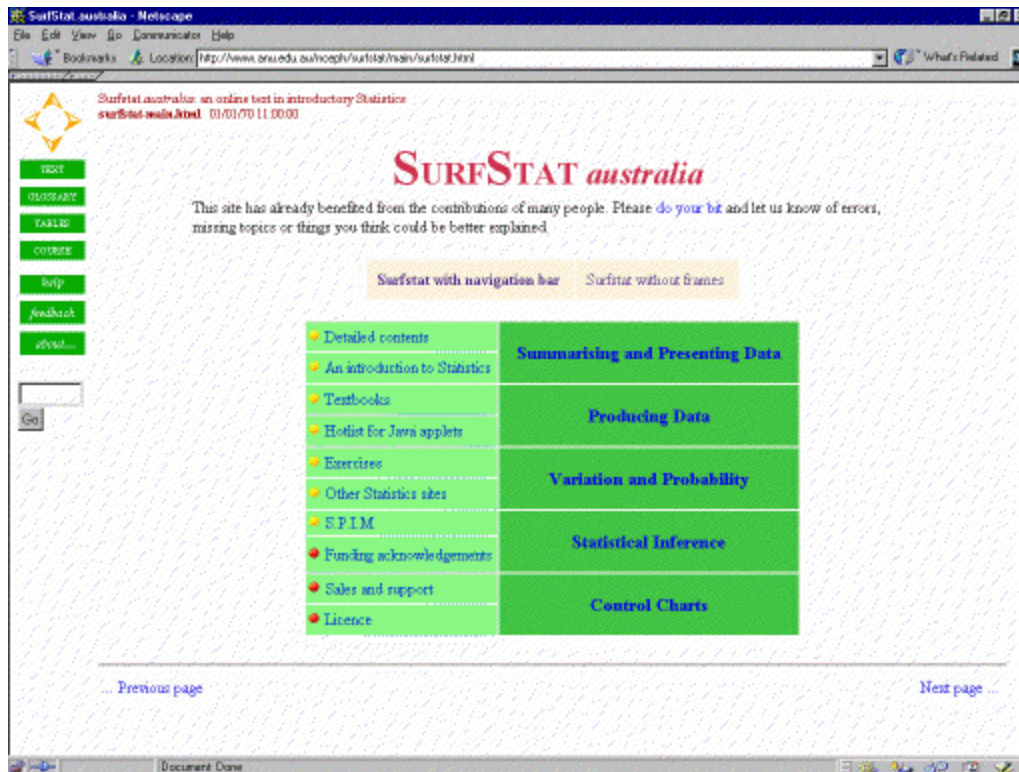 SurfStat.australia - Netscape
File Edit View Go Communicator Help
Bookmarks Location: http://www.anu.edu.au/nceph/surfstat/main/surfstat.html What's Related
Surfstat.australia: an online text in introductory Statistics
surfstat-main.html 01/01/70 11:00:00
TEXT
GLOSSARY
TABLES
COURSE
help
feedback
about...
Go
SURFSTAT australia
This site has already benefited from the contributions of many people. Please do your bit and let us know of errors,
missing topics or things you think could be better explained.
Surfstat with navigation bar Surfstat without frames
Detailed contents
An introduction to Statistics
Summarising and Presenting Data
Textbooks
Hotlist for Java applets
Producing Data
Exercises
Other Statistics sites
Variation and Probability
S.P.I.M
Funding acknowledgements
Statistical Inference
Sales and support
Licence
Control Charts
... Previous page Next page ...
Document Done